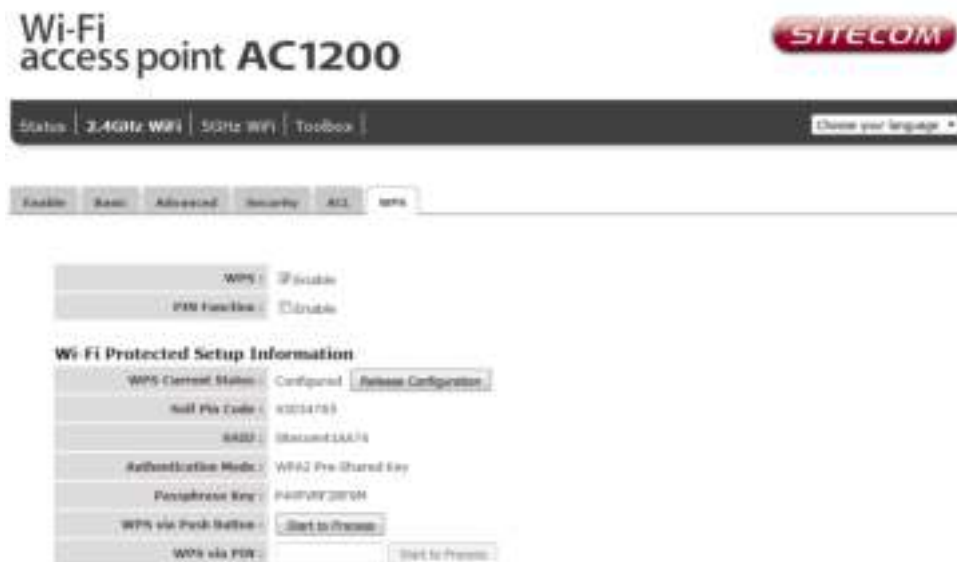 Wi-Fi
access point AC1200
SITECOM
Status 2.4GHz WiFi 5GHz WiFi Toolbox
Choose your language
Enable Basic Advanced Security ACL WPS
WPS : Enable
PIN Function : Enable
Wi-Fi Protected Setup Information
WPS Current Status : Configured Release Configuration
Self Pin Code :
SSID :
Authentication Mode : WPA2 Pre-Shared Key
Passphrase Key :
WPS via Push Button : Start to Process
WPS via PIN : Start to Process